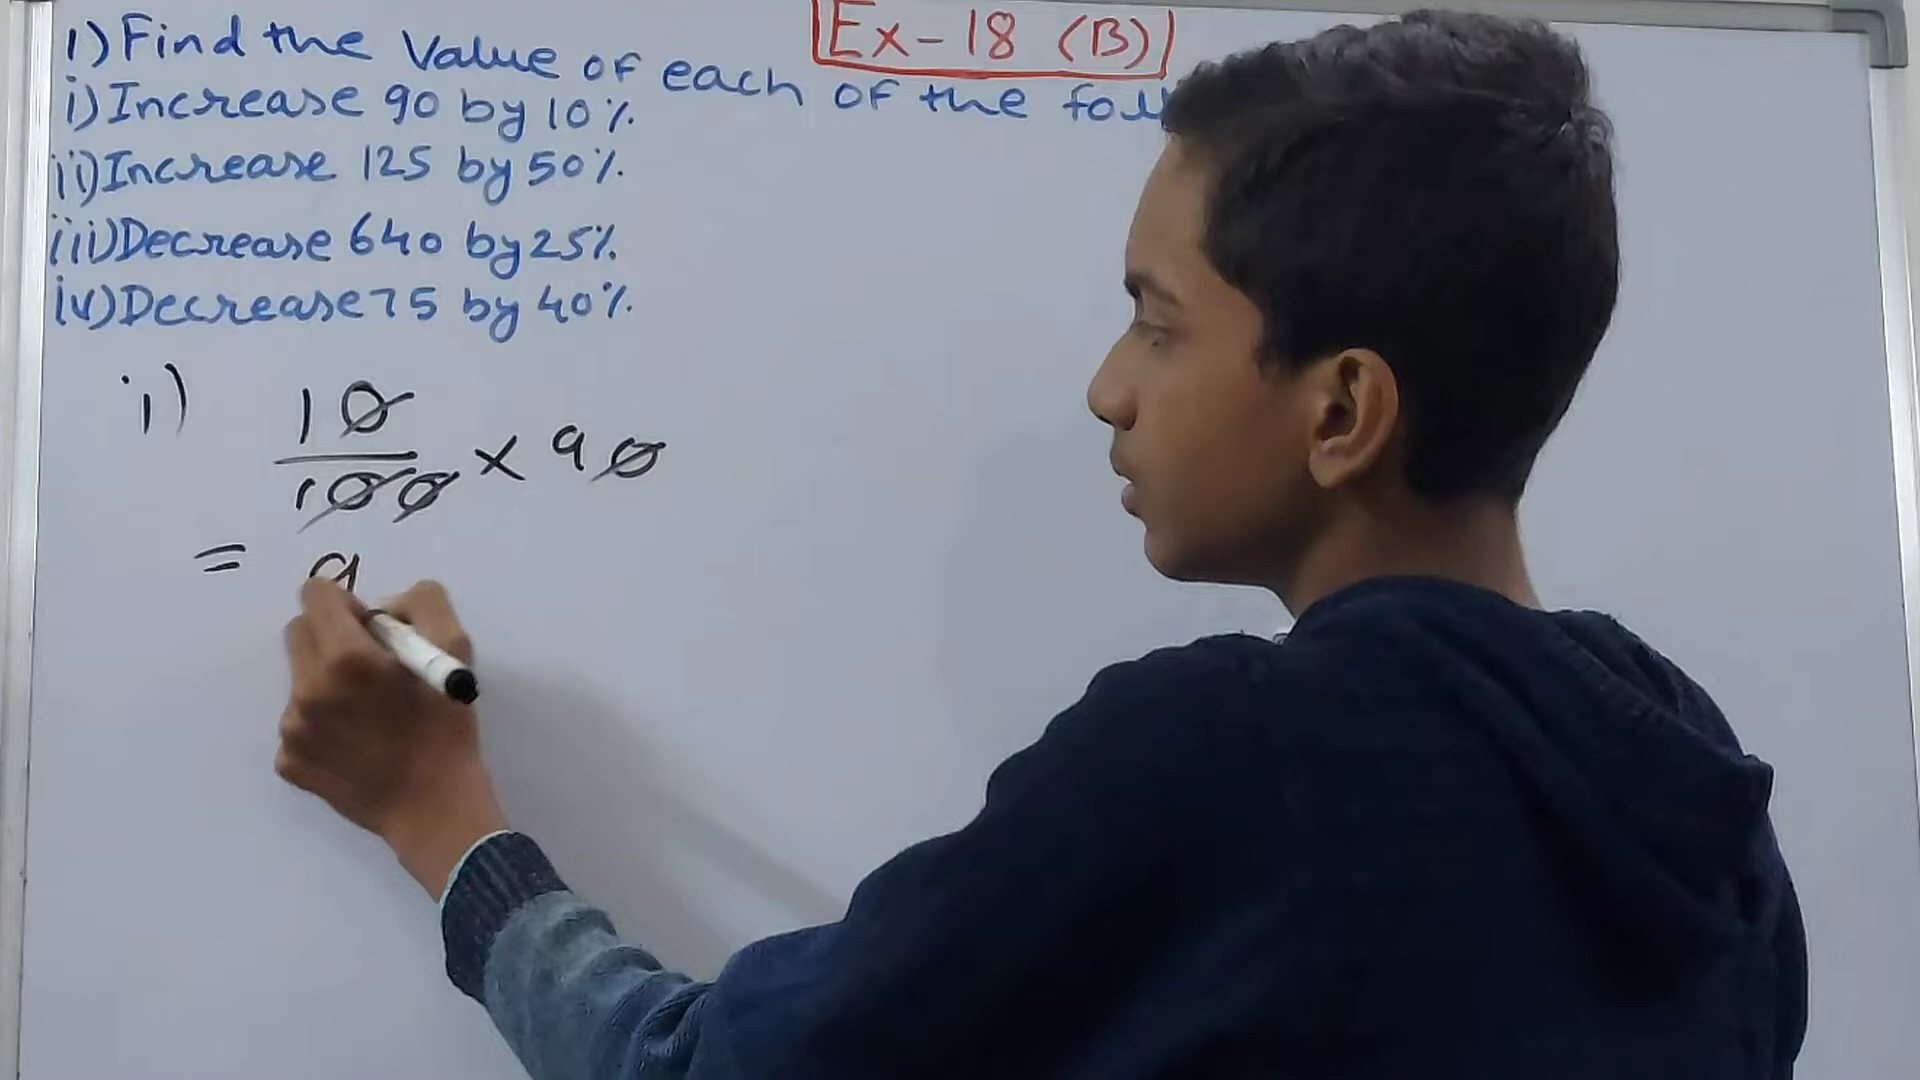 Ex-18 (B)
1) Find the Value of each of the
i) Increase 90 by 10%.
ii) Increase 125 by 50%.
iii) Decrease 640 by 25%.
iv) Decrease 75 by 40%.
i) 10
100 × 90
= 9